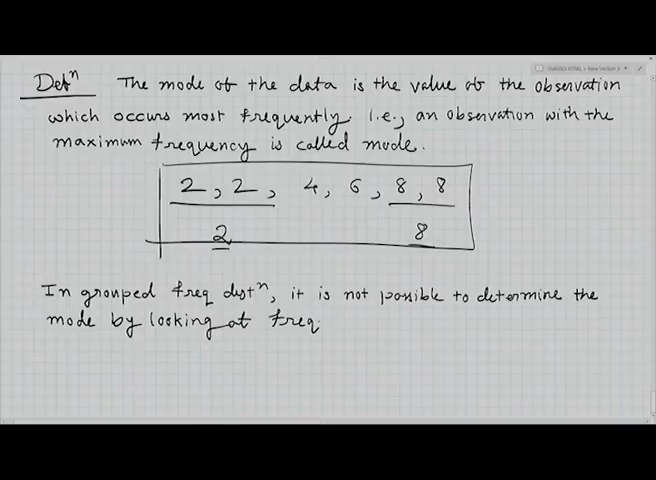 Defⁿ The mode of the data is the value of the observation
which occurs most frequently i.e., an observation with the
maximum frequency is called mode.
2, 2, 4, 6, 8, 8
2 8
In grouped freq distⁿ, it is not possible to determine the
mode by looking at freq.